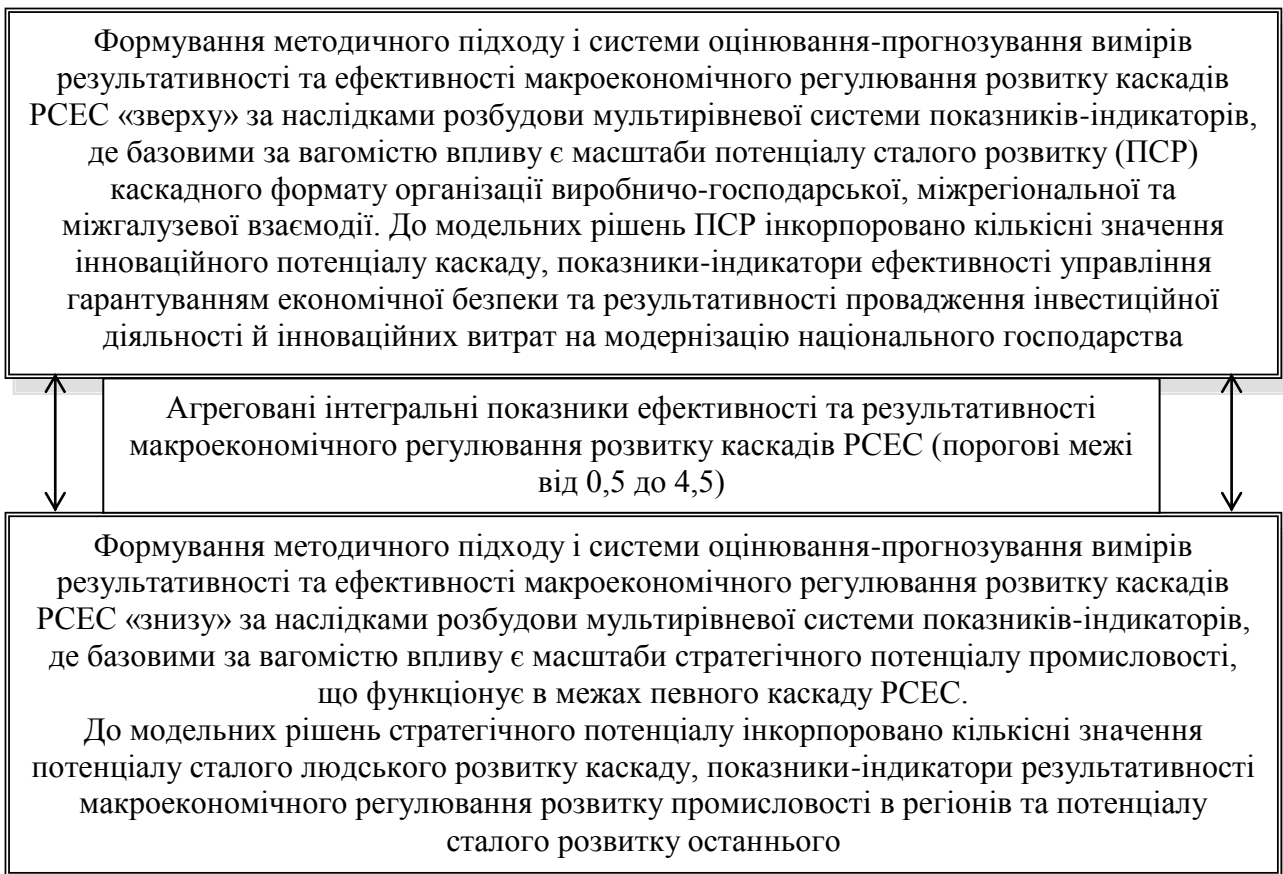 Формування методичного підходу і системи оцінювання-прогнозування вимірів
результативності та ефективності макроекономічного регулювання розвитку каскадів
РСЕС «зверху» за наслідками розбудови мультирівневої системи показників-індикаторів,
де базовими за вагомістю впливу є масштаби потенціалу сталого розвитку (ПСР)
каскадного формату організації виробничо-господарської, міжрегіональної та
міжгалузевої взаємодії. До модельних рішень ПСР інкорпоровано кількісні значення
інноваційного потенціалу каскаду, показники-індикатори ефективності управління
гарантуванням економічної безпеки та результативності провадження інвестиційної
діяльності й інноваційних витрат на модернізацію національного господарства
Агреговані інтегральні показники ефективності та результативності
макроекономічного регулювання розвитку каскадів РСЕС (порогові межі
від 0,5 до 4,5)
Формування методичного підходу і системи оцінювання-прогнозування вимірів
результативності та ефективності макроекономічного регулювання розвитку каскадів
РСЕС «знизу» за наслідками розбудови мультирівневої системи показників-індикаторів,
де базовими за вагомістю впливу є масштаби стратегічного потенціалу промисловості,
що функціонує в межах певного каскаду РСЕС.
До модельних рішень стратегічного потенціалу інкорпоровано кількісні значення
потенціалу сталого людського розвитку каскаду, показники-індикатори результативності
макроекономічного регулювання розвитку промисловості в регіонів та потенціалу
сталого розвитку останнього